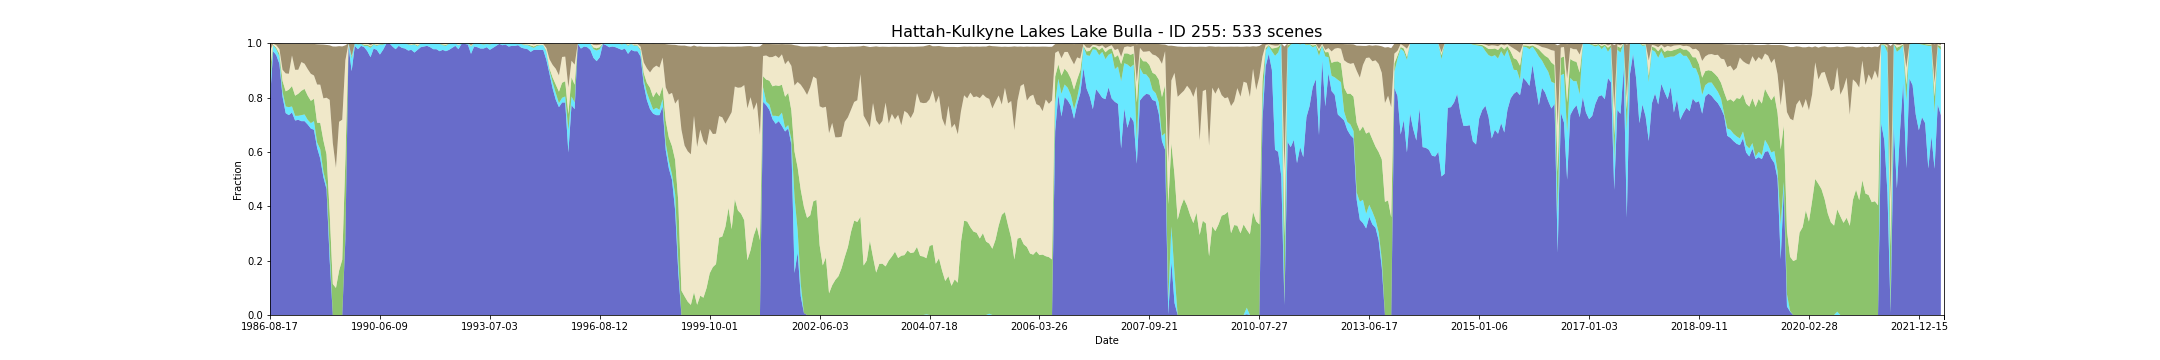 Hattah-Kulkyne Lakes Lake Bulla - ID 255: 533 scenes
1.0
0.8
0.6
0.4
0.2
0.0
Fraction
1986-08-17 1990-06-09 1993-07-03 1996-08-12 1999-10-01 2002-06-03 2004-07-18 2006-03-26 2007-09-21 2010-07-27 2013-06-17 2015-01-06 2017-01-03 2018-09-11 2020-02-28 2021-12-15
Date